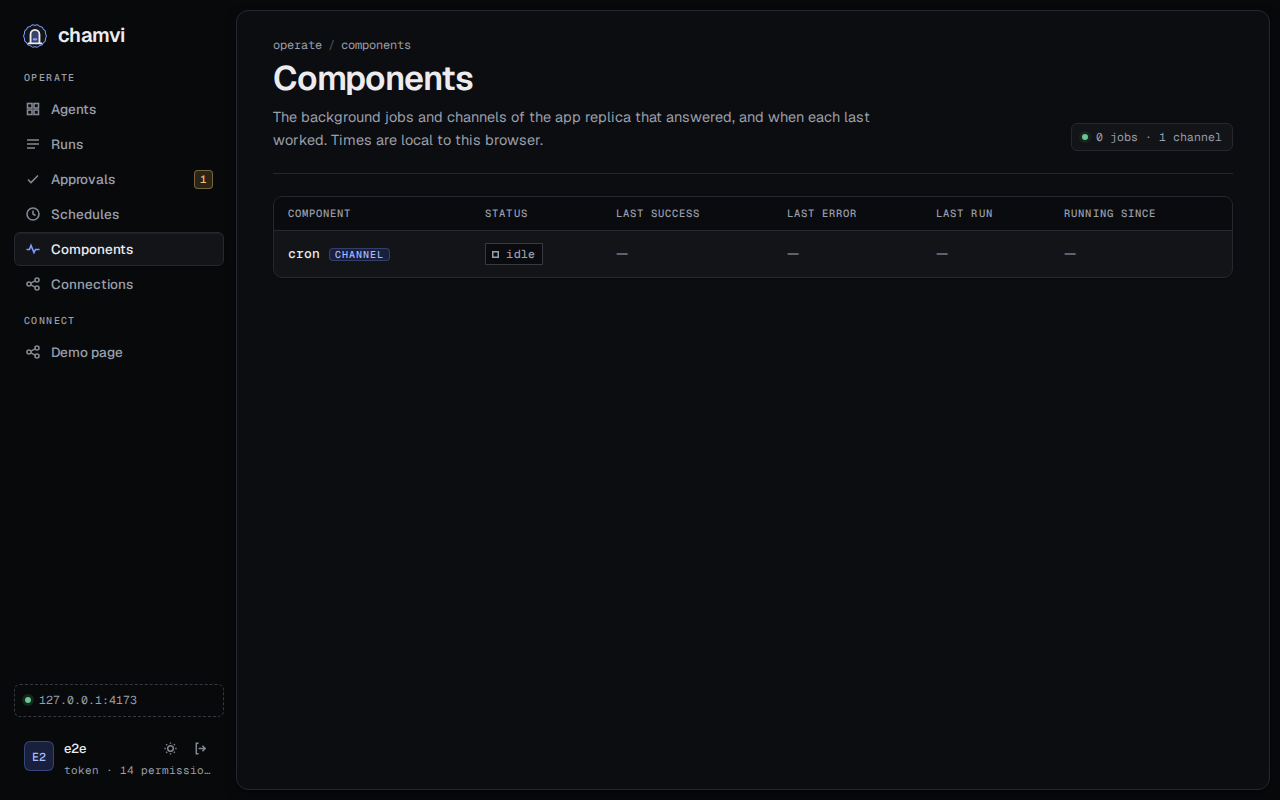 chamvi
OPERATE
Agents
Runs
Approvals 1
Schedules
Components
Connections
CONNECT
Demo page
127.0.0.1:4173
E2 e2e
token · 14 permissio…
operate / components
Components
The background jobs and channels of the app replica that answered, and when each last
worked. Times are local to this browser.
0 jobs · 1 channel
COMPONENT STATUS LAST SUCCESS LAST ERROR LAST RUN RUNNING SINCE
cron CHANNEL idle — — — —